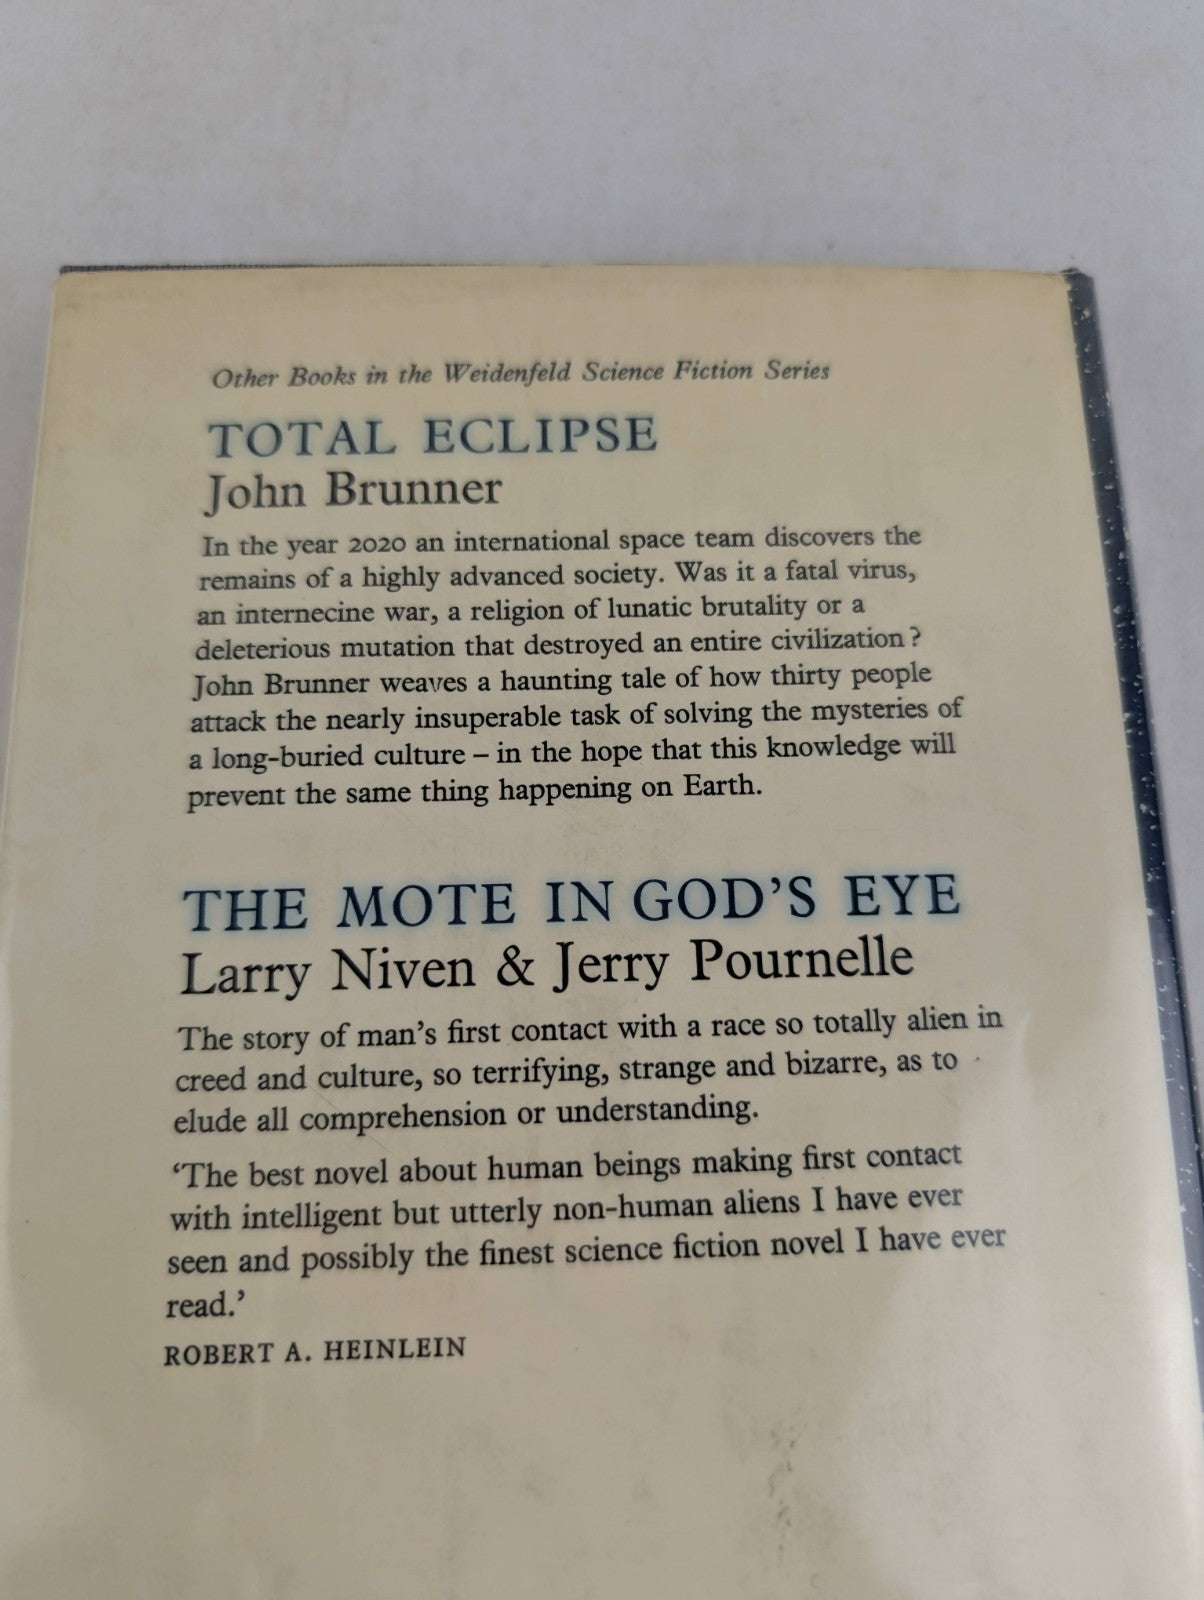 Other Books in the Weidenfeld Science Fiction Series
TOTAL ECLIPSE
John Brunner
In the year 2020 an international space team discovers the
remains of a highly advanced society. Was it a fatal virus,
an internecine war, a religion of lunatic brutality or a
deleterious mutation that destroyed an entire civilization?
John Brunner weaves a haunting tale of how thirty people
attack the nearly insuperable task of solving the mysteries of
a long-buried culture – in the hope that this knowledge will
prevent the same thing happening on Earth.
THE MOTE IN GOD'S EYE
Larry Niven & Jerry Pournelle
The story of man's first contact with a race so totally alien in
creed and culture, so terrifying, strange and bizarre, as to
elude all comprehension or understanding.
‘The best novel about human beings making first contact
with intelligent but utterly non-human aliens I have ever
seen and possibly the finest science fiction novel I have ever
read.’
ROBERT A. HEINLEIN